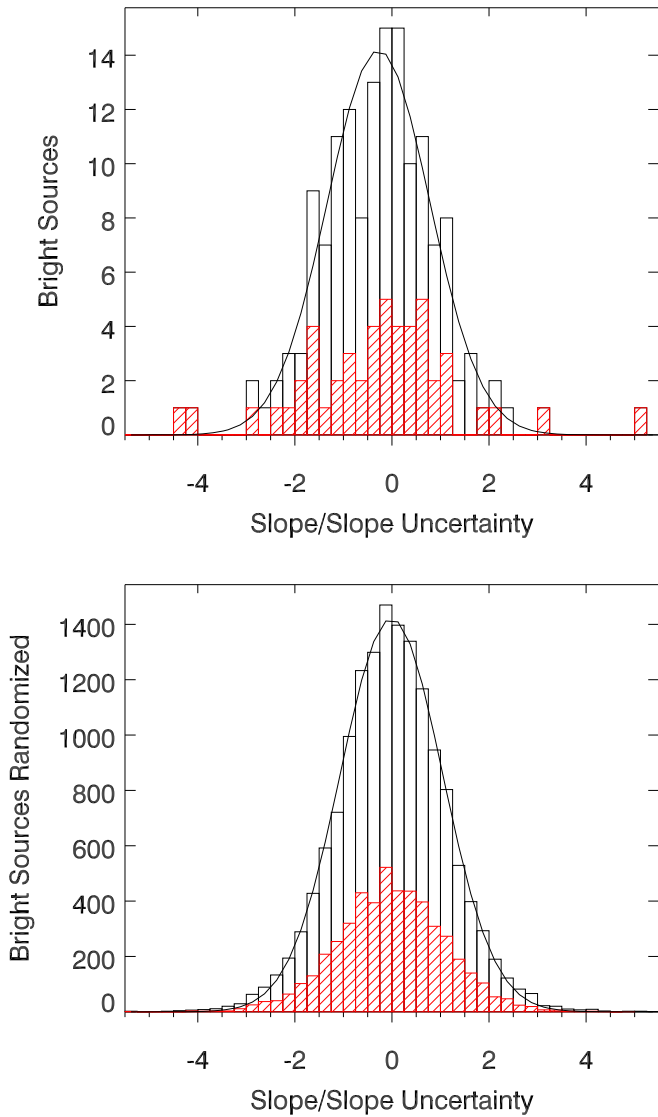 14
12
10
8
6
4
2
0
Bright Sources
-4 -2 0 2 4
Slope/Slope Uncertainty
1400
1200
1000
800
600
400
200
0
Bright Sources Randomized
-4 -2 0 2 4
Slope/Slope Uncertainty